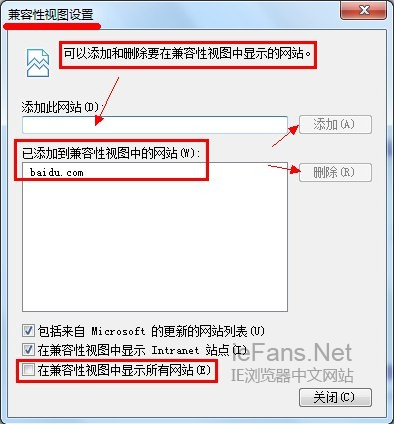 兼容性视图设置
可以添加和删除要在兼容性视图中显示的网站。
添加此网站(D):
添加(A)
已添加到兼容性视图中的网站(W):
baidu.com
删除(R)
包括来自 Microsoft 的更新的网站列表(U)
在兼容性视图中显示 Intranet 站点(I)
在兼容性视图中显示所有网站(E)
ieFans.Net
IE浏览器中文网站
关闭(C)